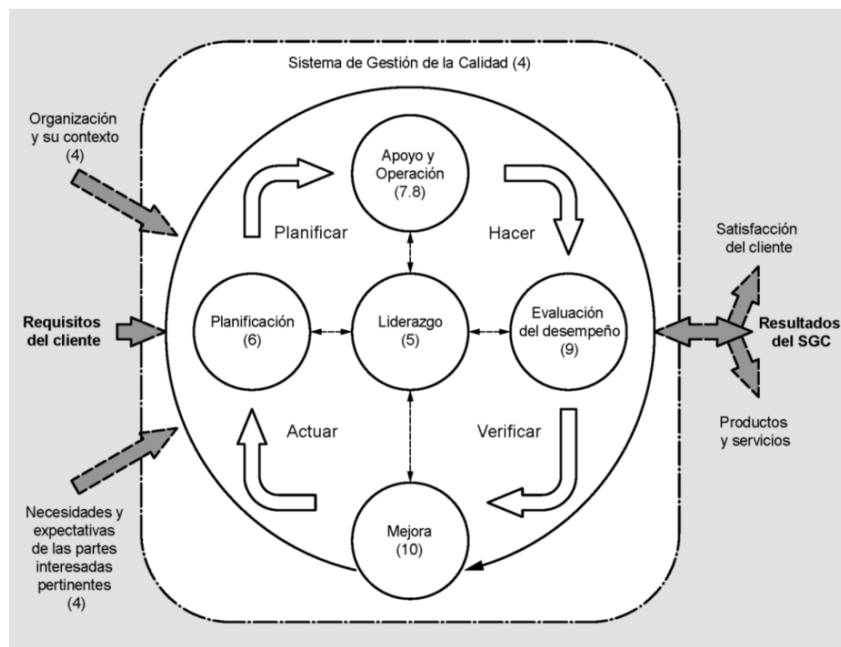 Sistema de Gestión de la Calidad (4)
Organización
y su contexto
(4)
Apoyo y
Operación
(7.8)
Planificar
Hacer
Satisfacción
del cliente
Requisitos
del cliente
Planificación
(6)
Liderazgo
(5)
Evaluación
del desempeño
(9)
Resultados
del SGC
Actuar
Verificar
Productos
y servicios
Necesidades y
expectativas
de las partes
interesadas
pertinentes
(4)
Mejora
(10)